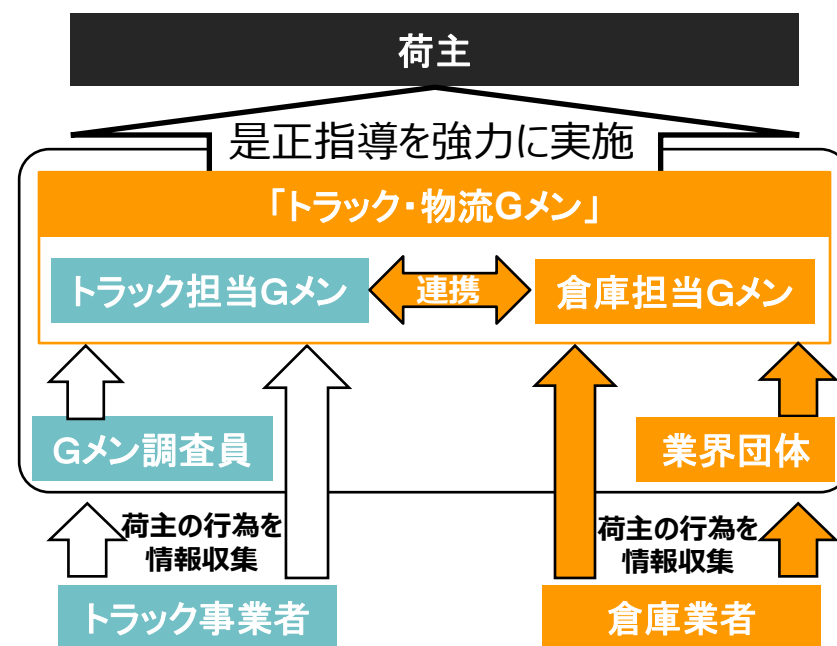 荷主
是正指導を強力に実施
「トラック・物流Gメン」
トラック担当Gメン
連携
倉庫担当Gメン
Gメン調査員
業界団体
荷主の行為を
情報収集
荷主の行為を
情報収集
トラック事業者
倉庫業者